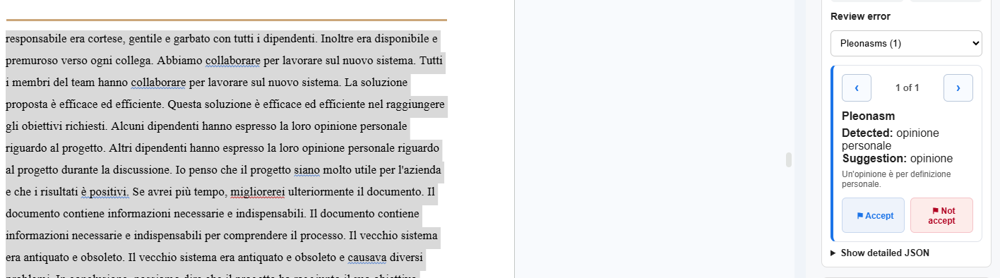 responsabile era cortese, gentile e garbato con tutti i dipendenti. Inoltre era disponibile e
premuroso verso ogni collega. Abbiamo collaborare per lavorare sul nuovo sistema. Tutti
i membri del team hanno collaborare per lavorare sul nuovo sistema. La soluzione
proposta è efficace ed efficiente. Questa soluzione è efficace ed efficiente nel raggiungere
gli obiettivi richiesti. Alcuni dipendenti hanno espresso la loro opinione personale
riguardo al progetto. Altri dipendenti hanno espresso la loro opinione personale riguardo
al progetto durante la discussione. Io penso che il progetto siano molto utile per l'azienda
e che i risultati è positivi. Se avrei più tempo, migliorerei ulteriormente il documento. Il
documento contiene informazioni necessarie e indispensabili. Il documento contiene
informazioni necessarie e indispensabili per comprendere il processo. Il vecchio sistema
era antiquato e obsoleto. Il vecchio sistema era antiquato e obsoleto e causava diversi
Review error
Pleonasms (1)
‹ 1 of 1 ›
Pleonasm
Detected: opinione
personale
Suggestion: opinione
Un'opinione è per definizione
personale.
Accept
Not
accept
Show detailed JSON